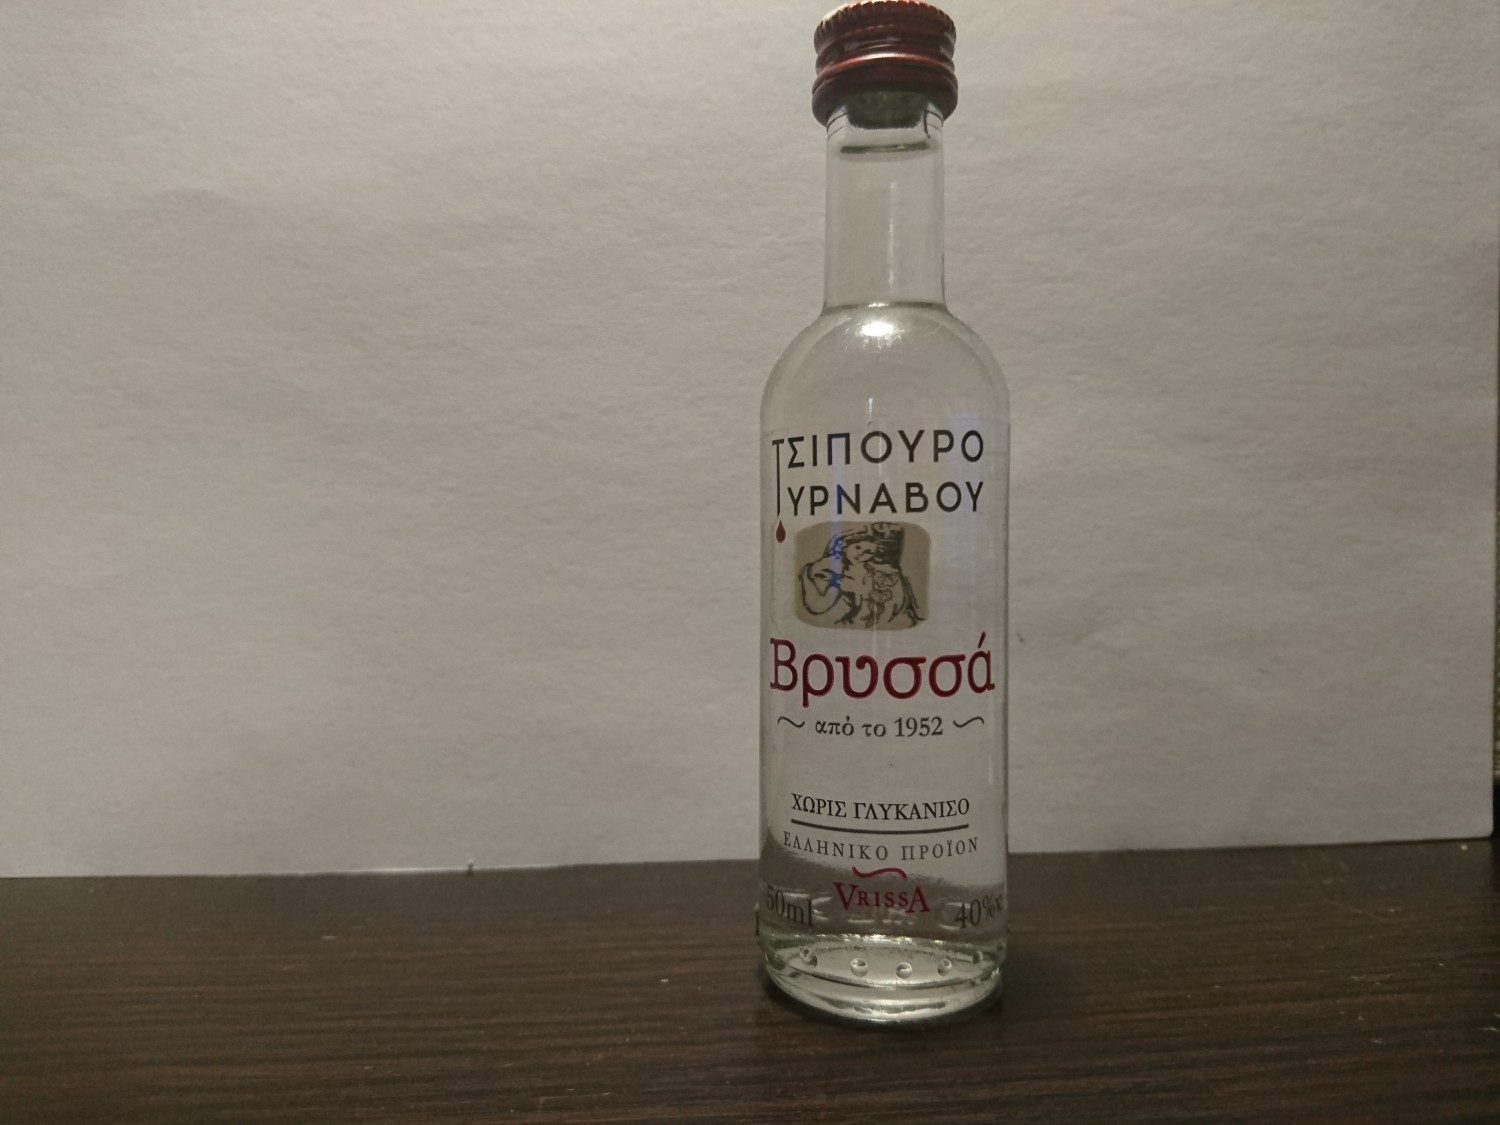 ΤΣΙΠΟΥΡΟ
ΤΥΡΝΑΒΟΥ
Βρυσσά
από το 1952
ΧΩΡΙΣ ΓΛΥΚΑΝΙΣΟ
ΕΛΛΗΝΙΚΟ ΠΡΟΪΟΝ
VRISSA
50ml 40%